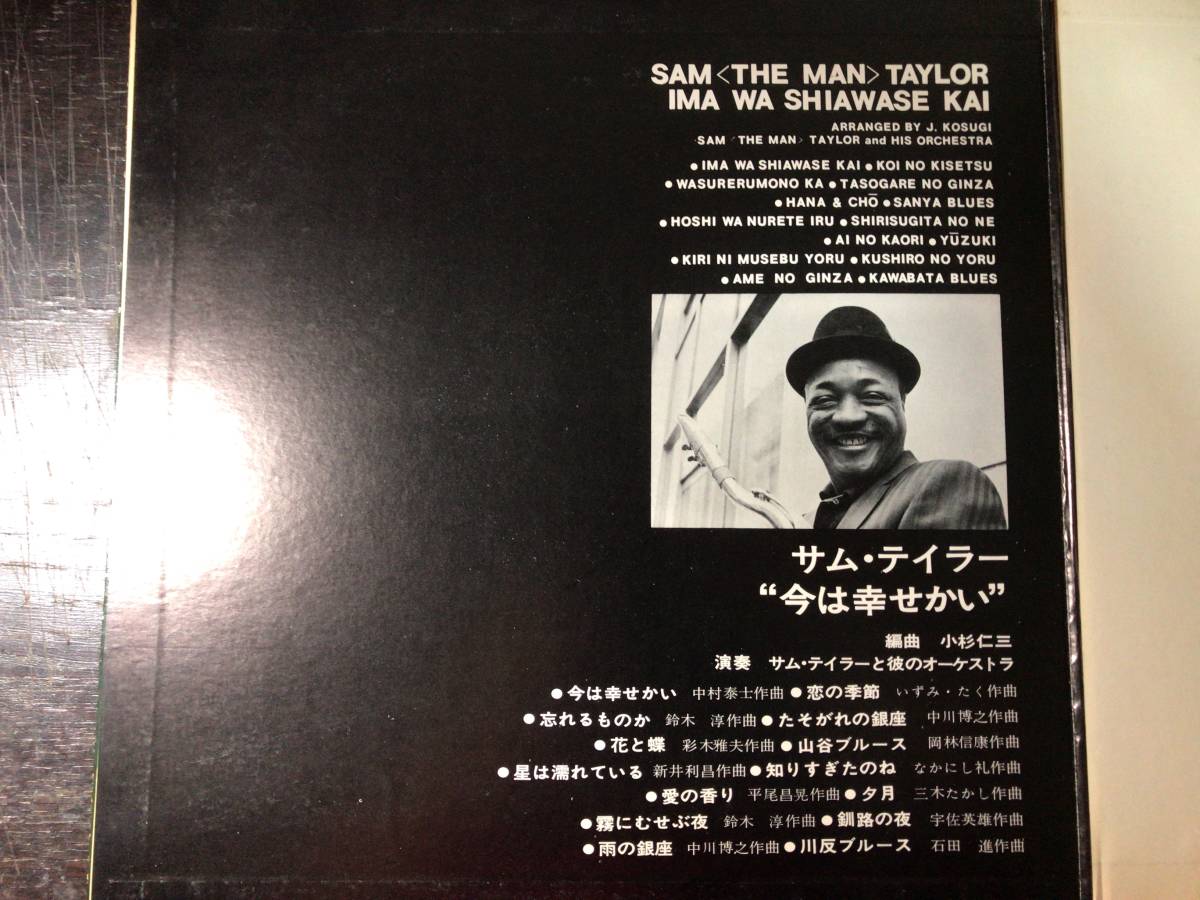 SAM <THE MAN> TAYLOR
IMA WA SHIAWASE KAI
ARRANGED BY J. KOSUGI
SAM <THE MAN> TAYLOR and HIS ORCHESTRA
● IMA WA SHIAWASE KAI ● KOI NO KISETSU
● WASURERUMONO KA ● TASOGARE NO GINZA
● HANA & CHŌ ● SANYA BLUES
● HOSHI WA NURETE IRU ● SHIRISUGITA NO NE
● AI NO KAORI ● YŪZUKI
● KIRI NI MUSEBU YORU ● KUSHIRO NO YORU
● AME NO GINZA ● KAWABATA BLUES
サム・テイラー
“今は幸せかい”
編曲 小杉仁三
演奏 サム・テイラーと彼のオーケストラ
● 今は幸せかい 中村泰士作曲 ● 恋の季節 いずみ・たく作曲
● 忘れるものか 鈴木 淳作曲 ● たそがれの銀座 中川博之作曲
● 花と蝶 彩木雅夫作曲 ● 山谷ブルース 岡林信康作曲
● 星は濡れている 新井利昌作曲 ● 知りすぎたのね なかにし礼作曲
● 愛の香り 平尾昌晃作曲 ● 夕月 三木たかし作曲
● 霧にむせぶ夜 鈴木 淳作曲 ● 釧路の夜 宇佐英雄作曲
● 雨の銀座 中川博之作曲 ● 川反ブルース 石田 進作曲